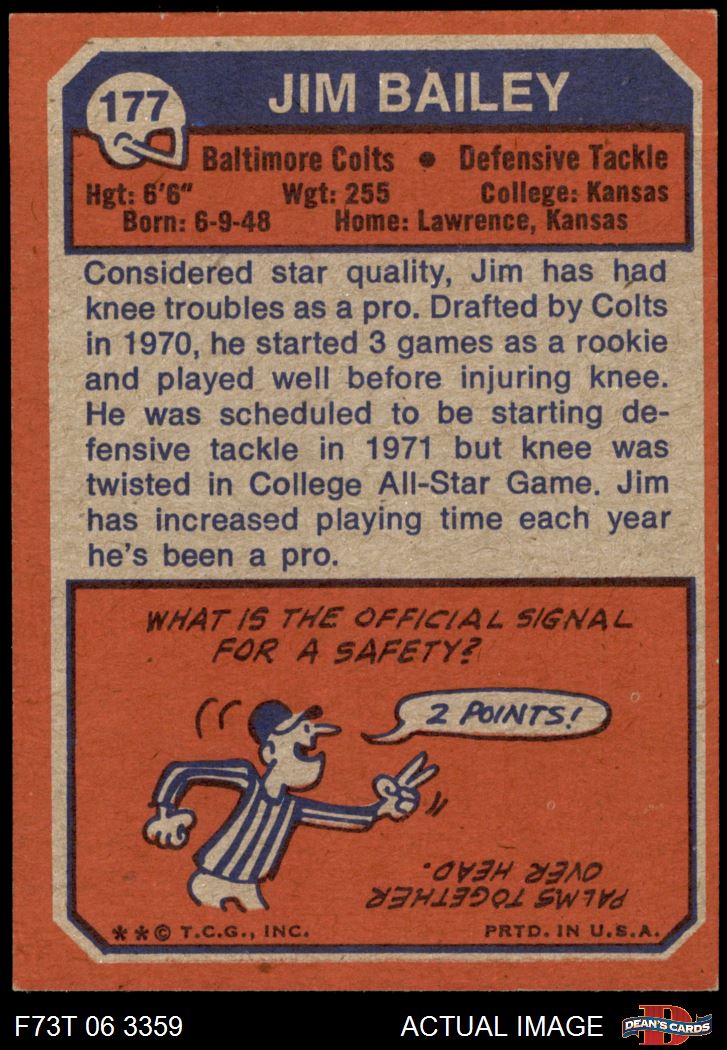 177
JIM BAILEY
Baltimore Colts • Defensive Tackle
Hgt: 6'6" Wgt: 255 College: Kansas
Born: 6-9-48 Home: Lawrence, Kansas
Considered star quality, Jim has had
knee troubles as a pro. Drafted by Colts
in 1970, he started 3 games as a rookie
and played well before injuring knee.
He was scheduled to be starting de-
fensive tackle in 1971 but knee was
twisted in College All-Star Game. Jim
has increased playing time each year
he's been a pro.
WHAT IS THE OFFICIAL SIGNAL
FOR A SAFETY?
2 POINTS!
PALMS TOGETHER
OVER HEAD.
**© T.C.G., INC. PRTD. IN U.S.A.
F73T 06 3359 ACTUAL IMAGE
D
DEAN'S CARDS